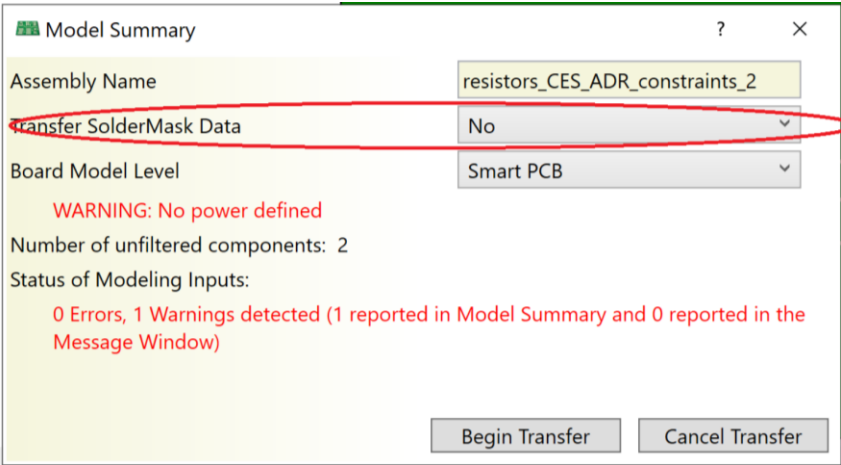 Model Summary ? ×
Assembly Name resistors_CES_ADR_constraints_2
Transfer SolderMask Data No
Board Model Level Smart PCB
WARNING: No power defined
Number of unfiltered components: 2
Status of Modeling Inputs:
0 Errors, 1 Warnings detected (1 reported in Model Summary and 0 reported in the
Message Window)
Begin Transfer Cancel Transfer